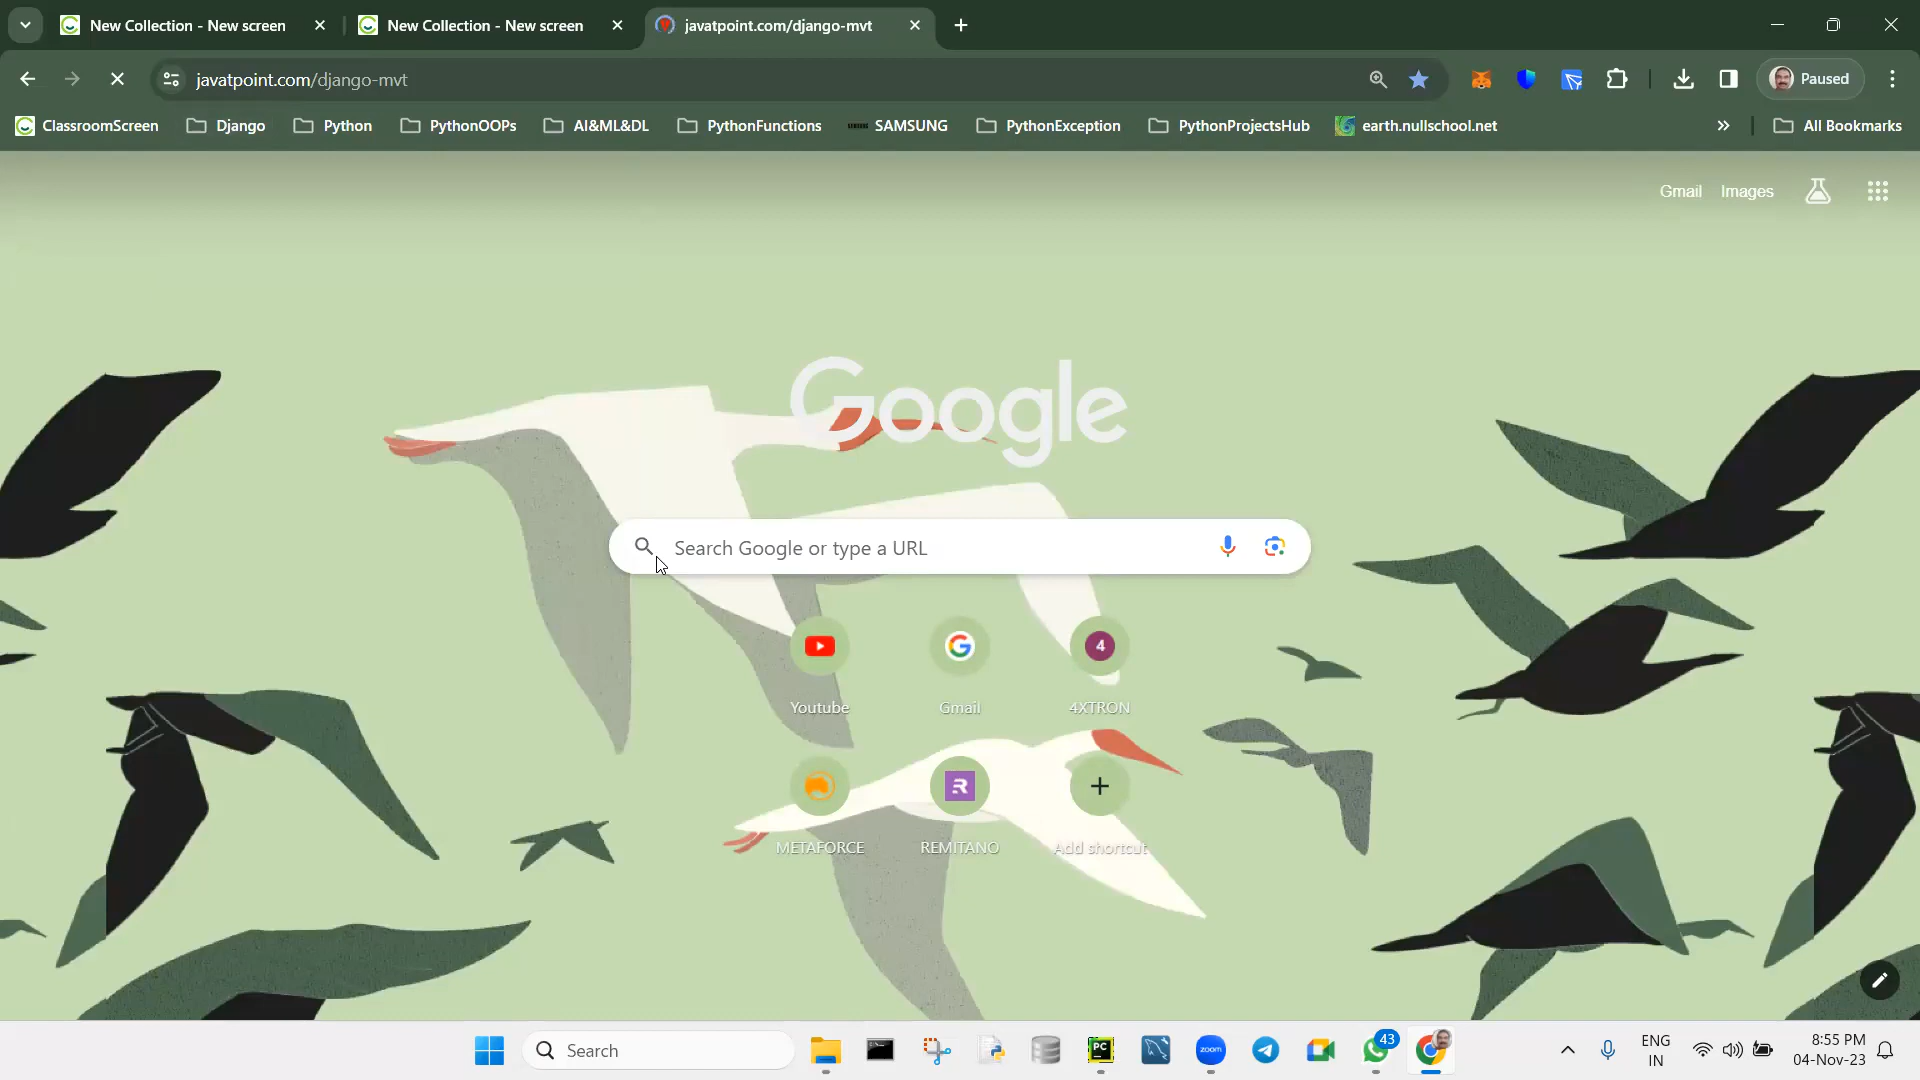 New Collection - New screen
New Collection - New screen
javatpoint.com/django-mvt
javatpoint.com/django-mvt
Paused
ClassroomScreen
Django
Python
PythonOOPs
AI&ML&DL
PythonFunctions
SAMSUNG
PythonException
PythonProjectsHub
earth.nullschool.net
All Bookmarks
Gmail
Images
Google
Search Google or type a URL
4
Youtube
Gmail
4XTRON
METAFORCE
REMITANO
Add shortcut
Search
PC
zoom
43
ENG
IN
8:55 PM
04-Nov-23